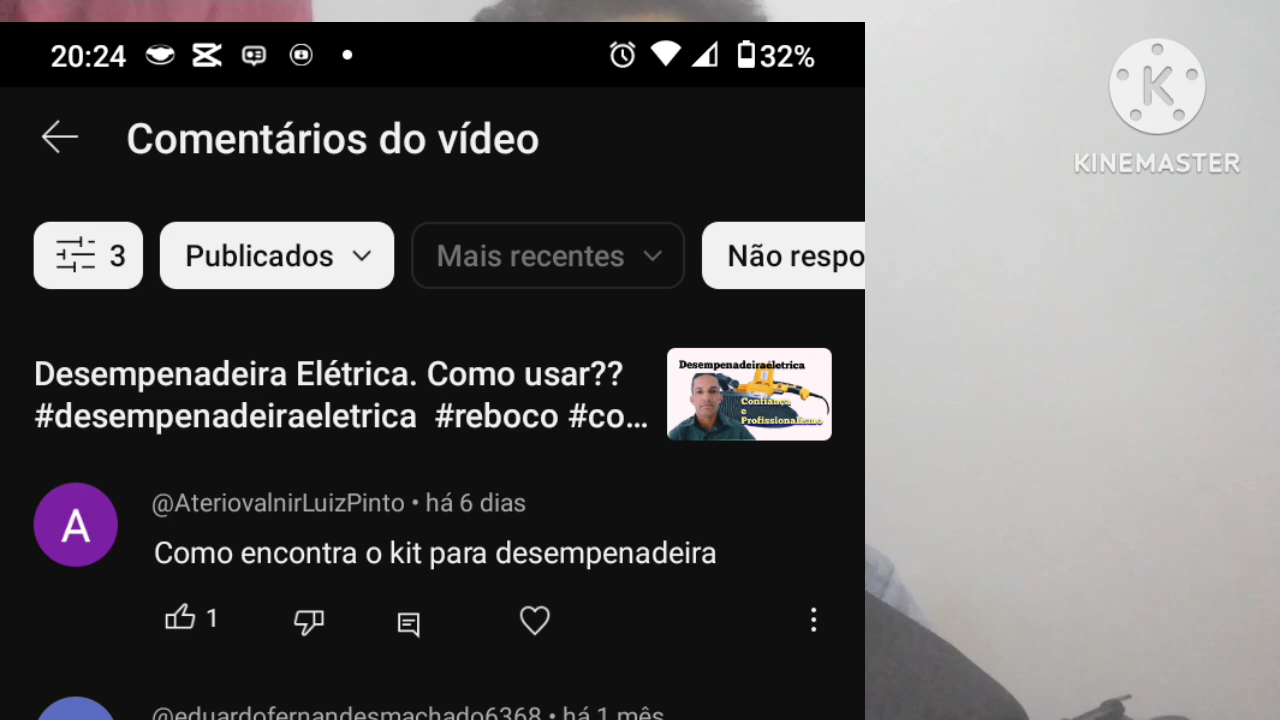 20:24
32%
Comentários do vídeo
3
Publicados
Mais recentes
Não respo
Desempenadeira Elétrica. Como usar??
#desempenadeiraeletrica #reboco #co...
Desempenadeiraéletrica
Confiança
e
Profissionalismo
A
@AteriovalnirLuizPinto • há 6 dias
Como encontra o kit para desempenadeira
1
@eduardofernandesmachado6368 • há 1 mês
K
KINEMASTER